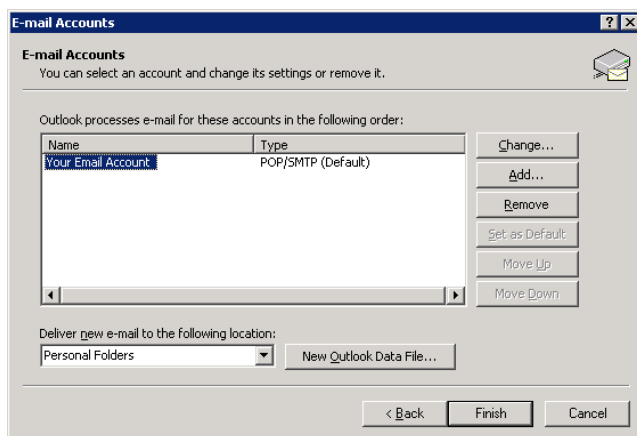 E-mail Accounts
E-mail Accounts
You can select an account and change its settings or remove it.
Outlook processes e-mail for these accounts in the following order:
Name Type
Your Email Account POP/SMTP (Default)
Change...
Add...
Remove
Set as Default
Move Up
Move Down
Deliver new e-mail to the following location:
Personal Folders New Outlook Data File...
< Back Finish Cancel